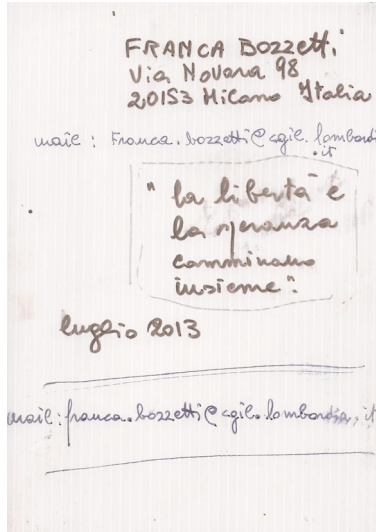 FRANCA BOZZETTI
Via Novara 98
20153 Milano Italia
mail : Franca.bozzetti@cgil.lombardi
.it
"la libertà è
la speranza
camminano
insieme".
luglio 2013
mail: franca.bozzetti@cgil.lombardia.it